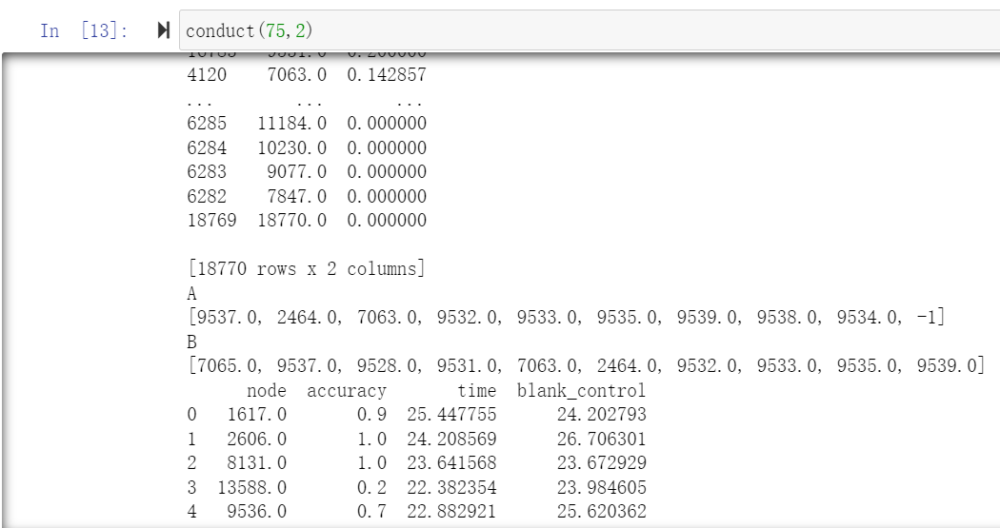 In [13]: conduct(75,2)
4120 7063.0 0.142857
... ... ...
6285 11184.0 0.000000
6284 10230.0 0.000000
6283 9077.0 0.000000
6282 7847.0 0.000000
18769 18770.0 0.000000
[18770 rows x 2 columns]
A
[9537.0, 2464.0, 7063.0, 9532.0, 9533.0, 9535.0, 9539.0, 9538.0, 9534.0, -1]
B
[7065.0, 9537.0, 9528.0, 9531.0, 7063.0, 2464.0, 9532.0, 9533.0, 9535.0, 9539.0]
node accuracy time blank_control
0 1617.0 0.9 25.447755 24.202793
1 2606.0 1.0 24.208569 26.706301
2 8131.0 1.0 23.641568 23.672929
3 13588.0 0.2 22.382354 23.984605
4 9536.0 0.7 22.882921 25.620362